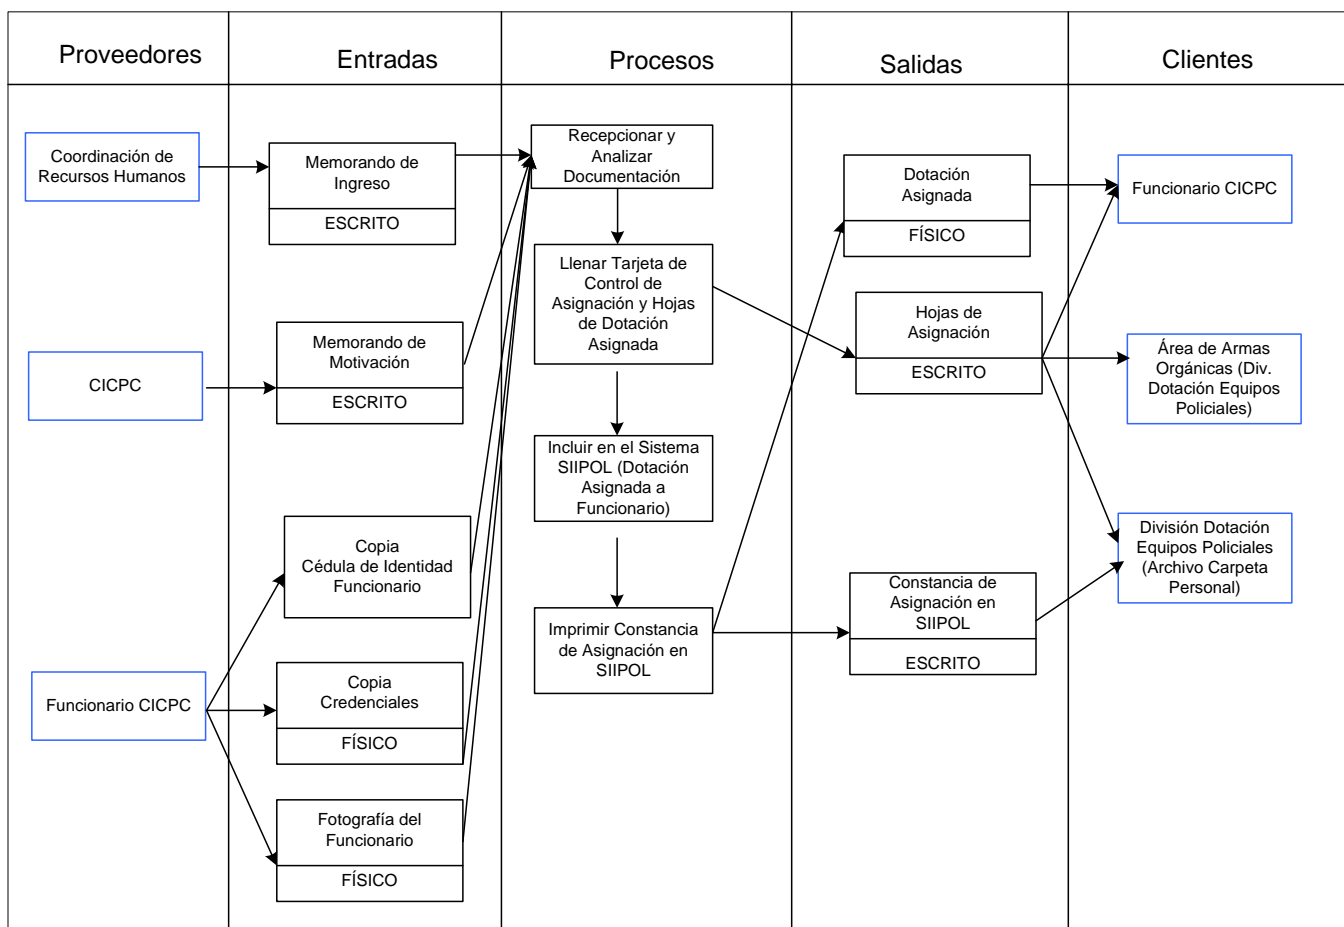 Proveedores
Entradas
Procesos
Salidas
Clientes
Coordinación de
Recursos Humanos
CICPC
Funcionario CICPC
Memorando de
Ingreso
ESCRITO
Memorando de
Motivación
ESCRITO
Copia
Cédula de Identidad
Funcionario
Copia
Credenciales
FÍSICO
Fotografía del
Funcionario
FÍSICO
Recepcionar y
Analizar
Documentación
Llenar Tarjeta de
Control de
Asignación y Hojas
de Dotación
Asignada
Incluir en el Sistema
SIIPOL (Dotación
Asignada a
Funcionario)
Imprimir Constancia
de Asignación en
SIIPOL
Dotación
Asignada
FÍSICO
Hojas de
Asignación
ESCRITO
Constancia de
Asignación en
SIIPOL
ESCRITO
Funcionario CICPC
Área de Armas
Orgánicas (Div.
Dotación Equipos
Policiales)
División Dotación
Equipos Policiales
(Archivo Carpeta
Personal)